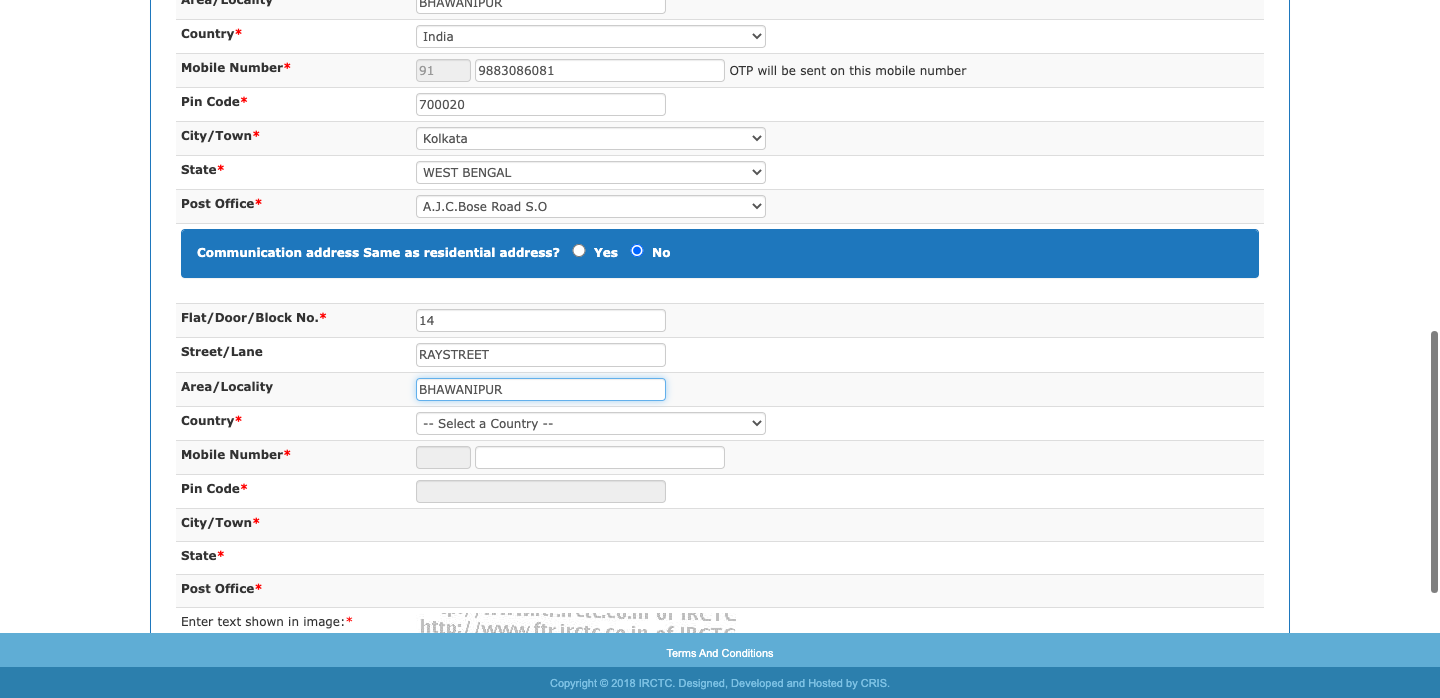 Area/Locality BHAWANIPUR
Country* India
Mobile Number* 91 9883086081 OTP will be sent on this mobile number
Pin Code* 700020
City/Town* Kolkata
State* WEST BENGAL
Post Office* A.J.C.Bose Road S.O
Communication address Same as residential address? Yes No
Flat/Door/Block No.* 14
Street/Lane RAYSTREET
Area/Locality BHAWANIPUR
Country* -- Select a Country --
Mobile Number*
Pin Code*
City/Town*
State*
Post Office*
Enter text shown in image:*
http://www.ftr.irctc.co.in of IRCTC
Terms And Conditions
Copyright © 2018 IRCTC. Designed, Developed and Hosted by CRIS.